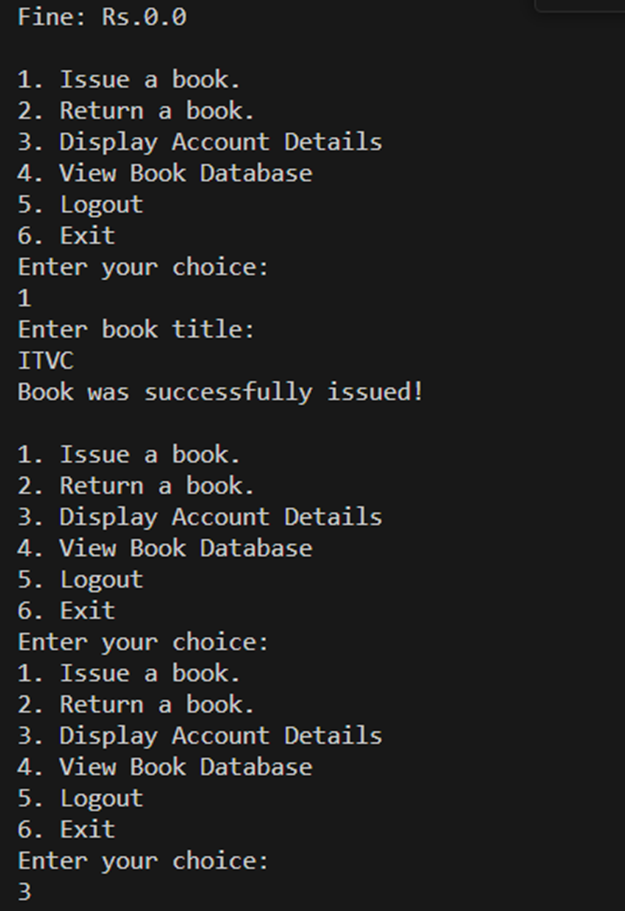 Fine: Rs.0.0
1. Issue a book.
2. Return a book.
3. Display Account Details
4. View Book Database
5. Logout
6. Exit
Enter your choice:
1
Enter book title:
ITVC
Book was successfully issued!
1. Issue a book.
2. Return a book.
3. Display Account Details
4. View Book Database
5. Logout
6. Exit
Enter your choice:
1. Issue a book.
2. Return a book.
3. Display Account Details
4. View Book Database
5. Logout
6. Exit
Enter your choice:
3